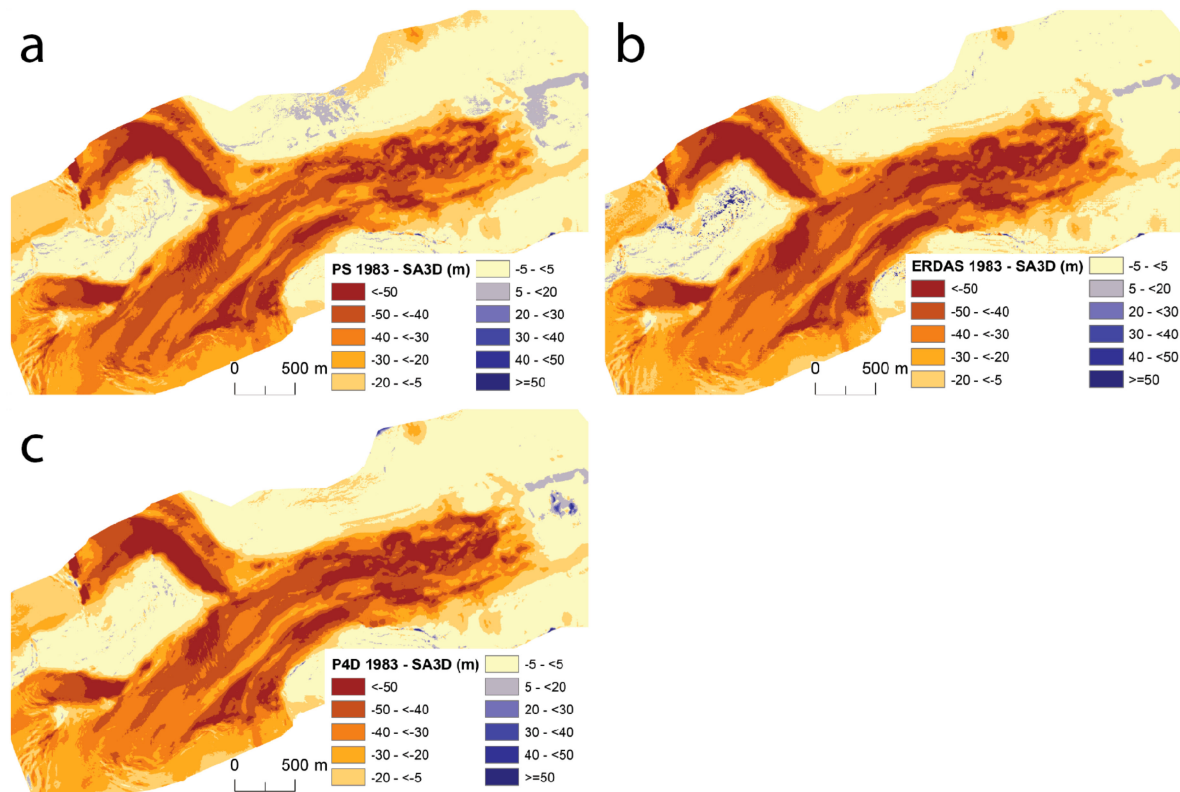 a
PS 1983 - SA3D (m)
<-50
-50 - <-40
-40 - <-30
-30 - <-20
-20 - <-5
-5 - <5
5 - <20
20 - <30
30 - <40
40 - <50
>=50
0 500 m
b
ERDAS 1983 - SA3D (m)
<-50
-50 - <-40
-40 - <-30
-30 - <-20
-20 - <-5
-5 - <5
5 - <20
20 - <30
30 - <40
40 - <50
>=50
0 500 m
c
P4D 1983 - SA3D (m)
<-50
-50 - <-40
-40 - <-30
-30 - <-20
-20 - <-5
-5 - <5
5 - <20
20 - <30
30 - <40
40 - <50
>=50
0 500 m